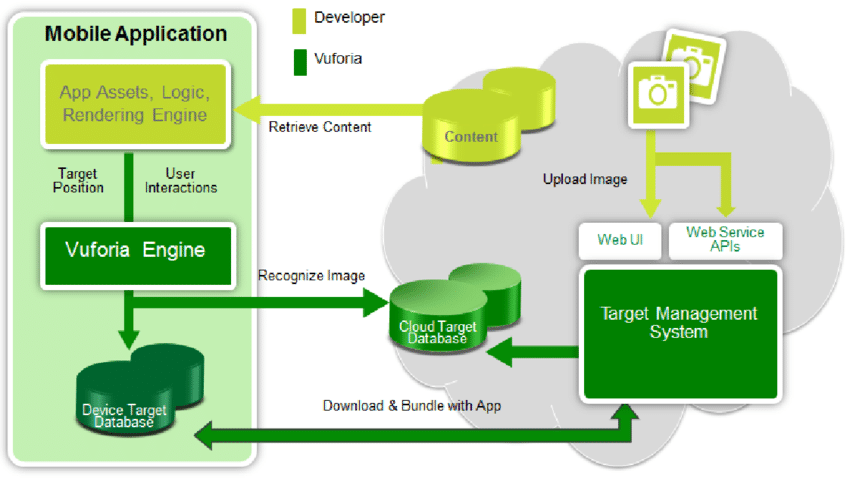 Mobile Application
Developer
Vuforia
App Assets, Logic,
Rendering Engine
Retrieve Content
Content
Target
Position
User
Interactions
Upload Image
Vuforia Engine
Web UI
Web Service
APIs
Recognize Image
Cloud Target
Database
Target Management
System
Device Target
Database
Download & Bundle with App